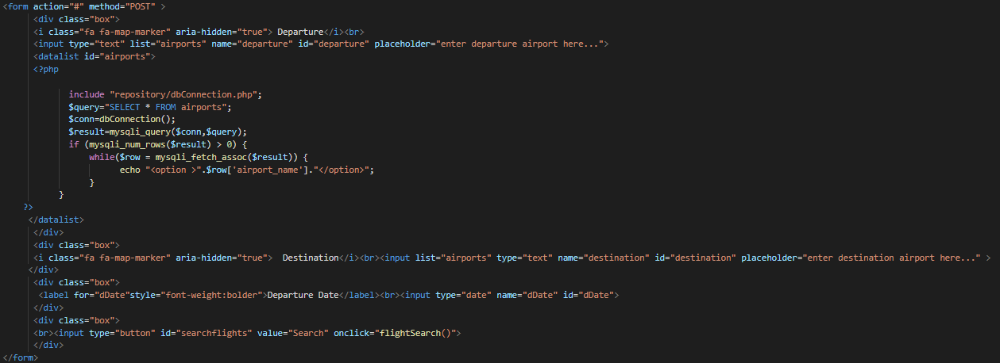 <form action="#" method="POST" >
<div class="box">
<i class="fa fa-map-marker" aria-hidden="true"> Departure</i><br>
<input type="text" list="airports" name="departure" id="departure" placeholder="enter departure airport here...">
<datalist id="airports">
<?php
include "repository/dbConnection.php";
$query="SELECT * FROM airports";
$conn=dbConnection();
$result=mysqli_query($conn,$query);
if (mysqli_num_rows($result) > 0) {
while($row = mysqli_fetch_assoc($result)) {
echo "<option >".$row['airport_name']."</option>";
}
}
?>
</datalist>
</div>
<div class="box">
<i class="fa fa-map-marker" aria-hidden="true">  Destination</i><br><input list="airports" type="text" name="destination" id="destination" placeholder="enter destination airport here..." >
</div>
<div class="box">
<label for="dDate"style="font-weight:bolder">Departure Date</label><br><input type="date" name="dDate" id="dDate">
</div>
<div class="box">
<br><input type="button" id="searchflights" value="Search" onclick="flightSearch()">
</div>
</form>